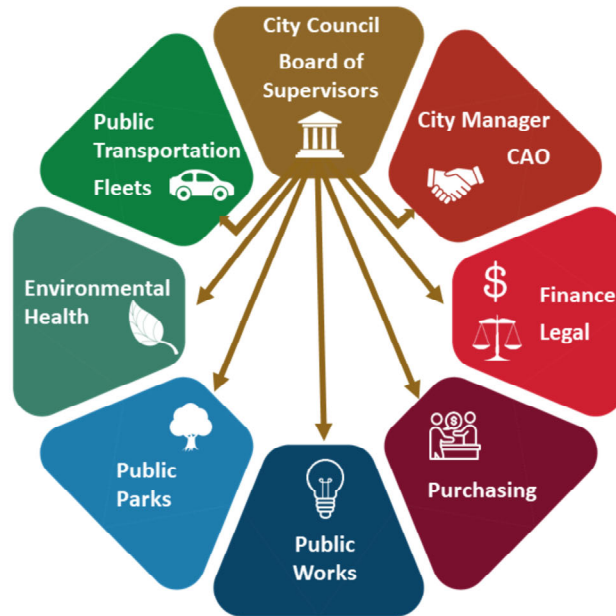 City Council
Board of
Supervisors
City Manager
CAO
$
Finance
Legal
$
Purchasing
Public
Works
Public
Parks
Environmental
Health
Public
Transportation
Fleets